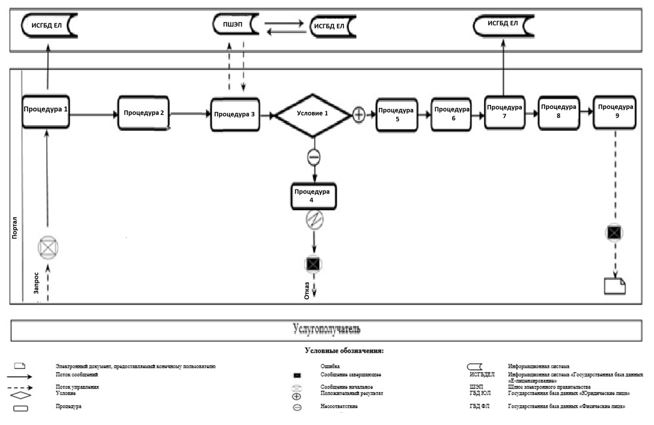 ИСГБД ЕЛ
ПШЭП
ИСГБД ЕЛ
ИСГБД ЕЛ
Процедура 1
Процедура 2
Процедура 3
Условие 1
Процедура 5
Процедура 6
Процедура 7
Процедура 8
Процедура 9
Процедура 4
Портал
Запрос
Отказ
Услугополучатель
Условные обозначения:
Электронный документ, предоставляемый конечному пользователю
Поток сообщений
Поток управления
Условие
Процедура
Ошибка
Сообщение завершающее
Сообщение начальное
Положительный результат
Несоответствие
Информационная система
ИСГБДЕЛ
Информационная система «Государственная база данных «Е-лицензирование»
ШЭП
Шлюз электронного правительства
ГБД ЮЛ
Государственная база данных «Юридические лица»
ГБД ФЛ
Государственная база данных «Физические лица»